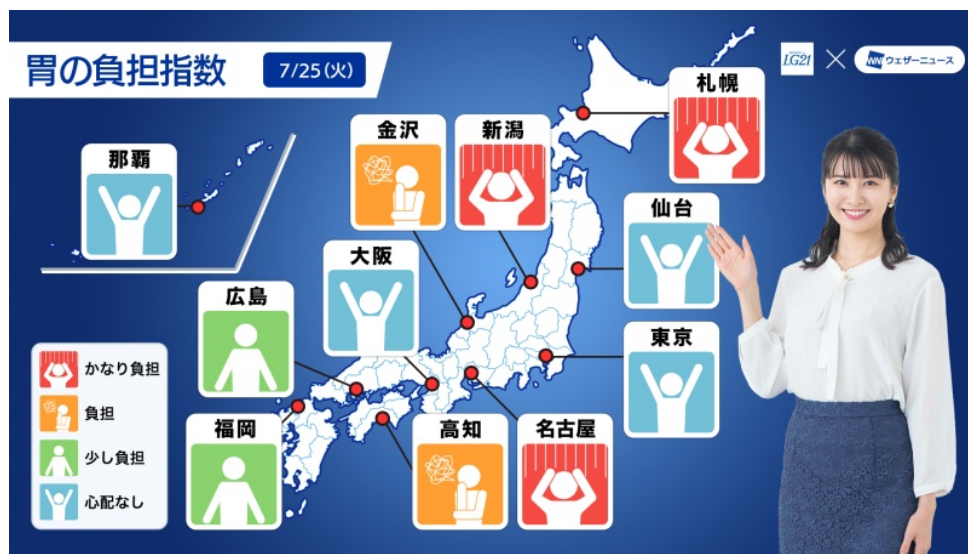 胃の負担指数
7/25(火)
LG21
×
WN ウェザーニュース
札幌
金沢
新潟
那覇
仙台
大阪
広島
東京
福岡
高知
名古屋
かなり負担
負担
少し負担
心配なし